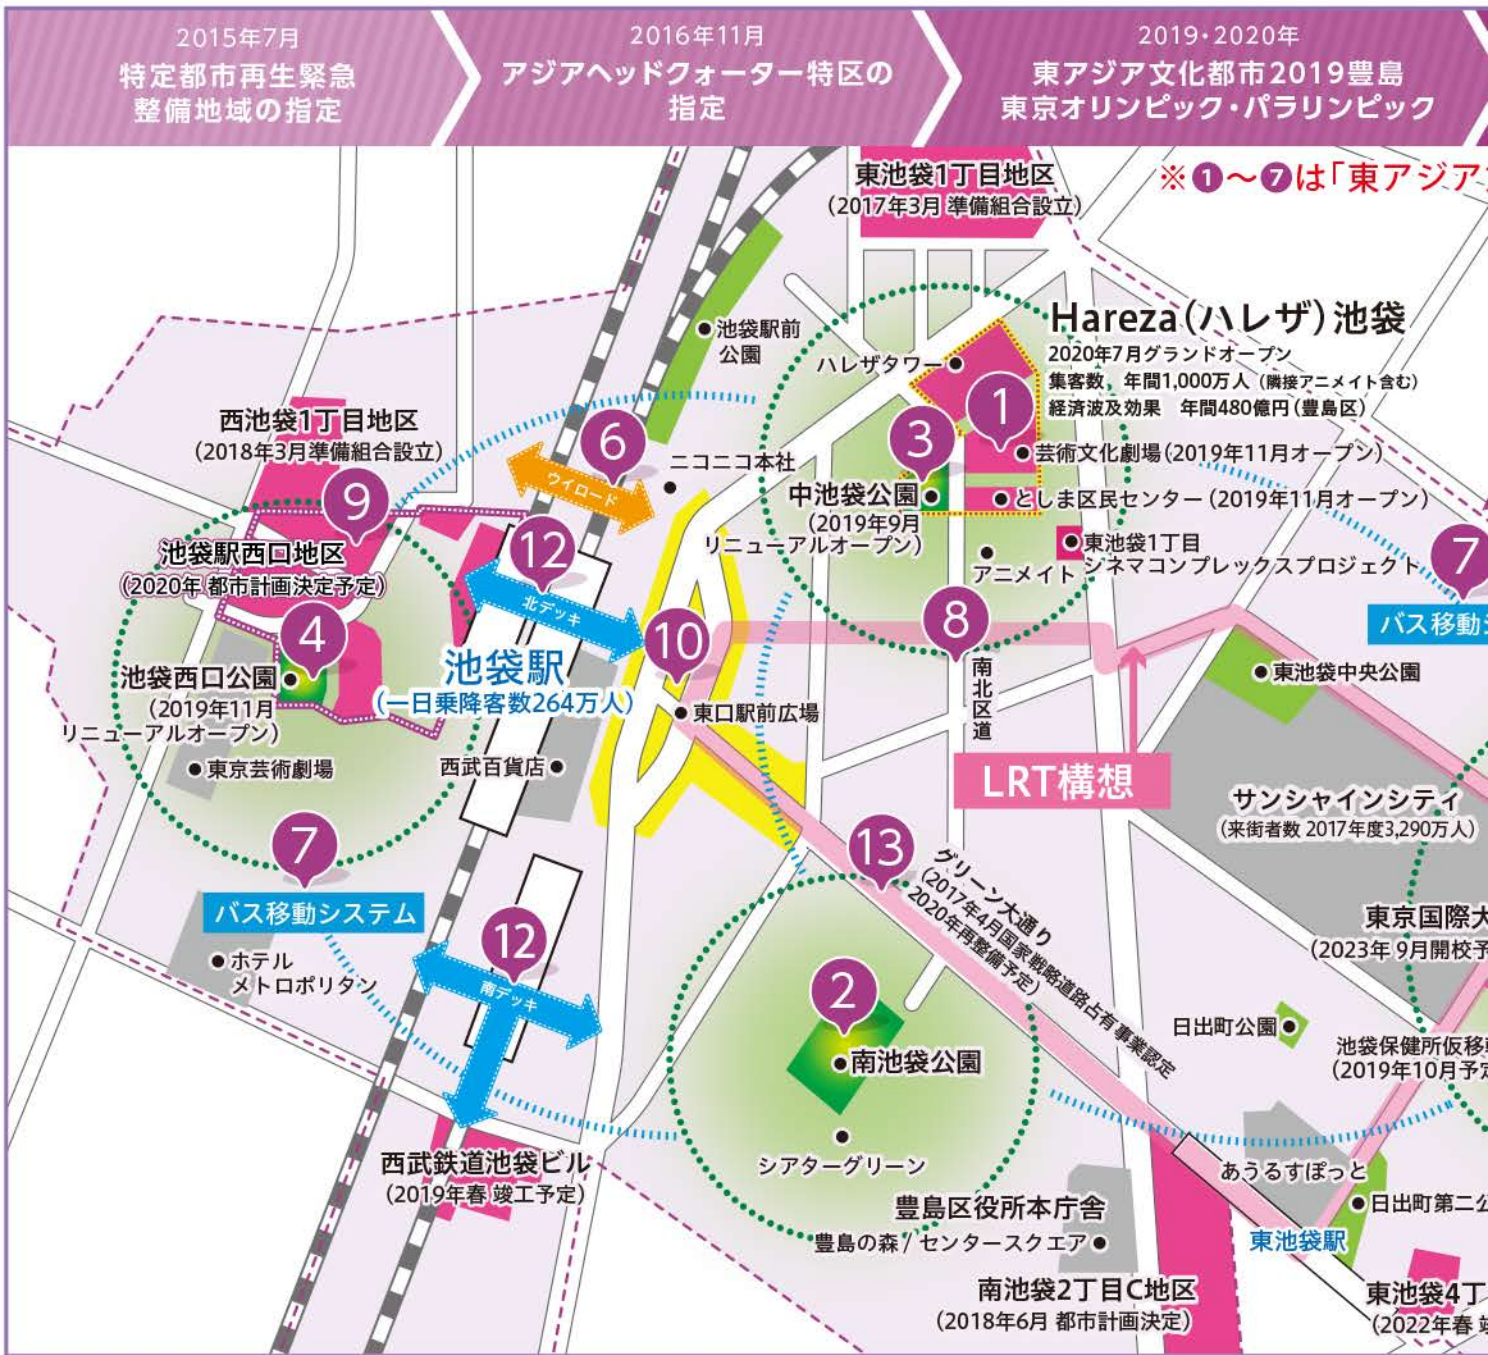 2015年7月
特定都市再生緊急
整備地域の指定
2016年11月
アジアヘッドクォーター特区の
指定
2019・2020年
東アジア文化都市2019豊島
東京オリンピック・パラリンピック
※❶～❼は「東アジア
東池袋1丁目地区
(2017年3月 準備組合設立)
Hareza(ハレザ)池袋
2020年7月グランドオープン
集客数　年間1,000万人 (隣接アニメイト含む)
経済波及効果　年間480億円(豊島区)
池袋駅前
公園
ハレザタワー
1
3
芸術文化劇場(2019年11月オープン)
中池袋公園
(2019年9月
リニューアルオープン)
としま区民センター (2019年11月オープン)
東池袋1丁目
シネマコンプレックスプロジェクト
アニメイト
西池袋1丁目地区
(2018年3月準備組合設立)
6
ウイロード
ニコニコ本社
9
池袋駅西口地区
(2020年 都市計画決定予定)
12
北デッキ
7
バス移動
4
池袋西口公園
(2019年11月
リニューアルオープン)
東京芸術劇場
池袋駅
(一日乗降客数264万人)
10
東口駅前広場
8
南北区道
東池袋中央公園
西武百貨店
LRT構想
サンシャインシティ
(来街者数 2017年度3,290万人)
7
バス移動システム
13
グリーン大通り
(2017年4月国家戦略道路占有事業認定
2020年再整備予定)
東京国際大
(2023年 9月開校予
ホテル
メトロポリタン
12
南デッキ
2
南池袋公園
シアターグリーン
日出町公園
池袋保健所仮移
(2019年10月予定
西武鉄道池袋ビル
(2019年春 竣工予定)
豊島区役所本庁舎
豊島の森 / センタースクエア
あうるすぽっと
日出町第二公
東池袋駅
南池袋2丁目C地区
(2018年6月 都市計画決定)
東池袋4丁
(2022年春